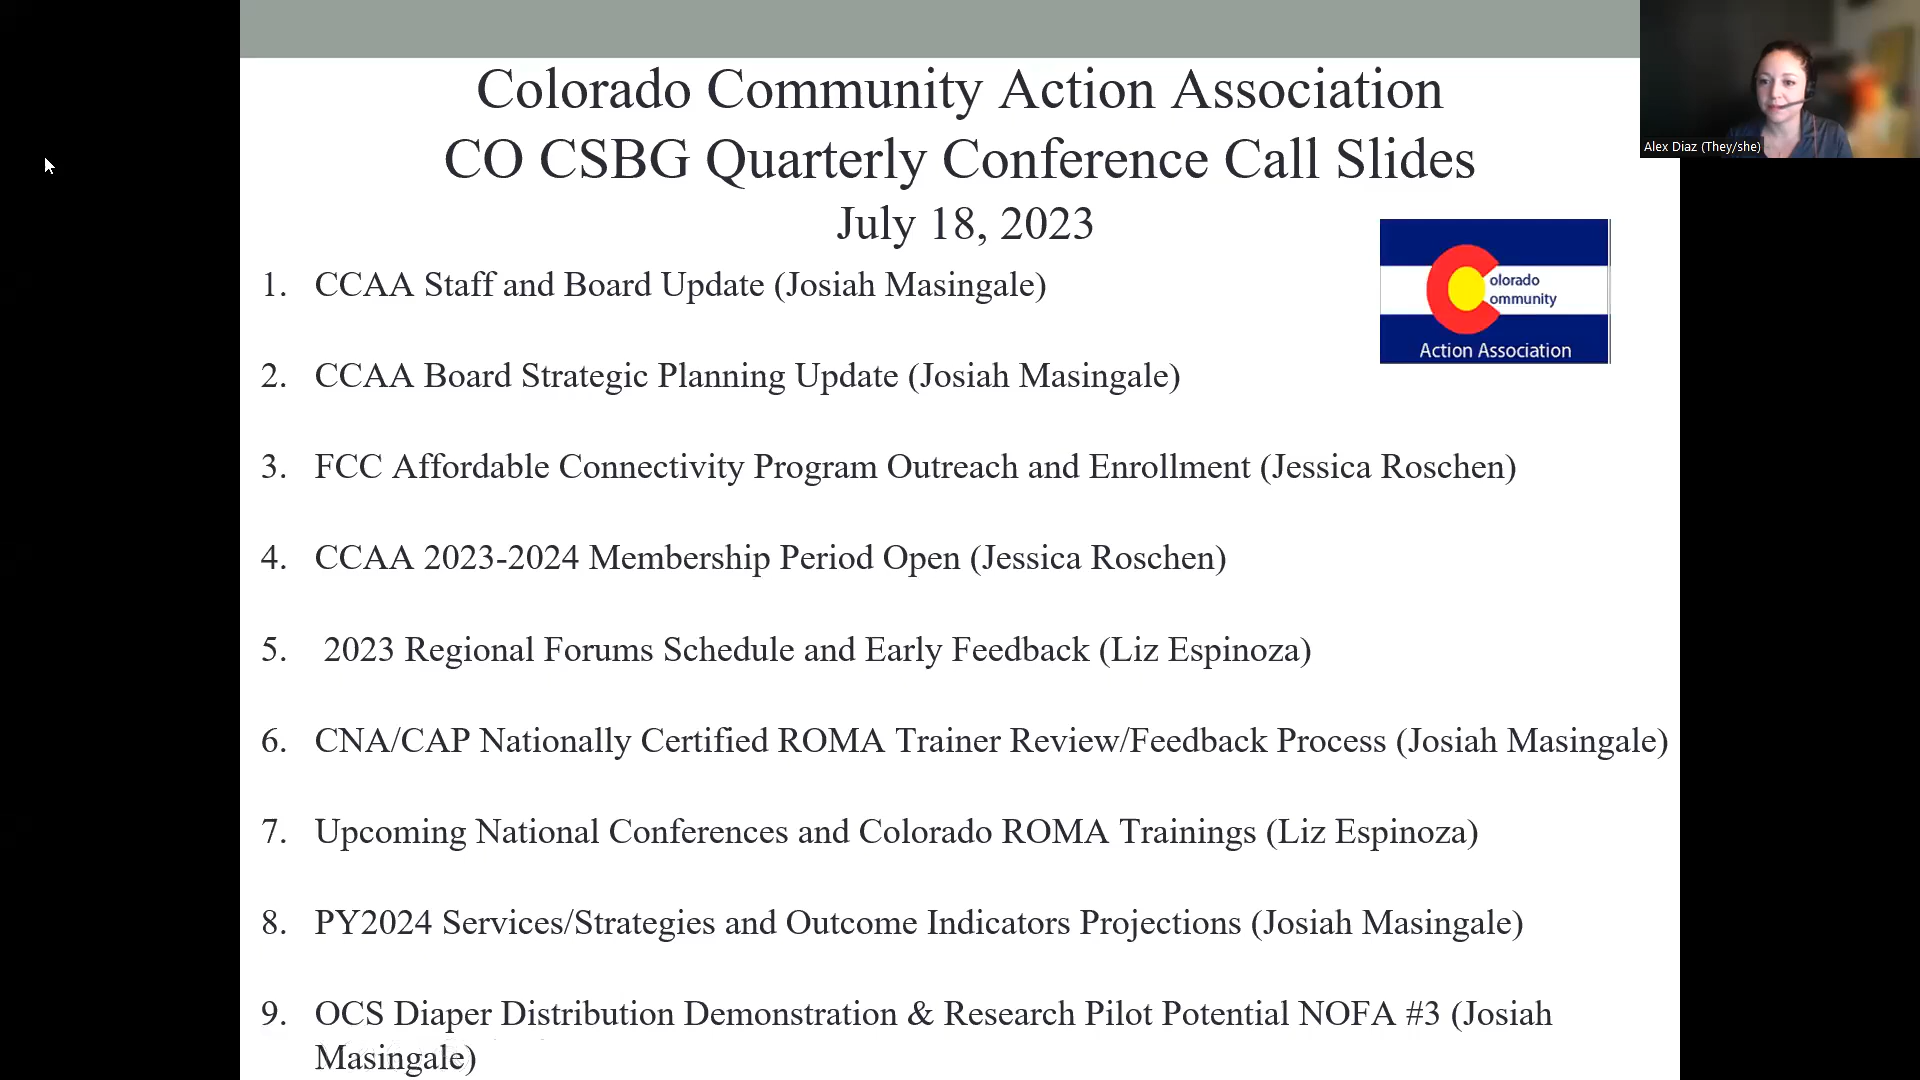 Colorado Community Action Association
CO CSBG Quarterly Conference Call Slides
July 18, 2023
Alex Diaz (They/she)
olorado
ommunity
Action Association
1. CCAA Staff and Board Update (Josiah Masingale)
2. CCAA Board Strategic Planning Update (Josiah Masingale)
3. FCC Affordable Connectivity Program Outreach and Enrollment (Jessica Roschen)
4. CCAA 2023-2024 Membership Period Open (Jessica Roschen)
5. 2023 Regional Forums Schedule and Early Feedback (Liz Espinoza)
6. CNA/CAP Nationally Certified ROMA Trainer Review/Feedback Process (Josiah Masingale)
7. Upcoming National Conferences and Colorado ROMA Trainings (Liz Espinoza)
8. PY2024 Services/Strategies and Outcome Indicators Projections (Josiah Masingale)
9. OCS Diaper Distribution Demonstration & Research Pilot Potential NOFA #3 (Josiah
Masingale)